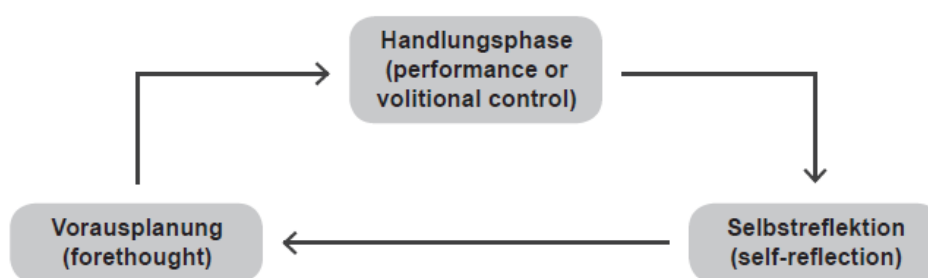 Handlungsphase
(performance or
volitional control)
Vorausplanung
(forethought)
Selbstreflektion
(self-reflection)